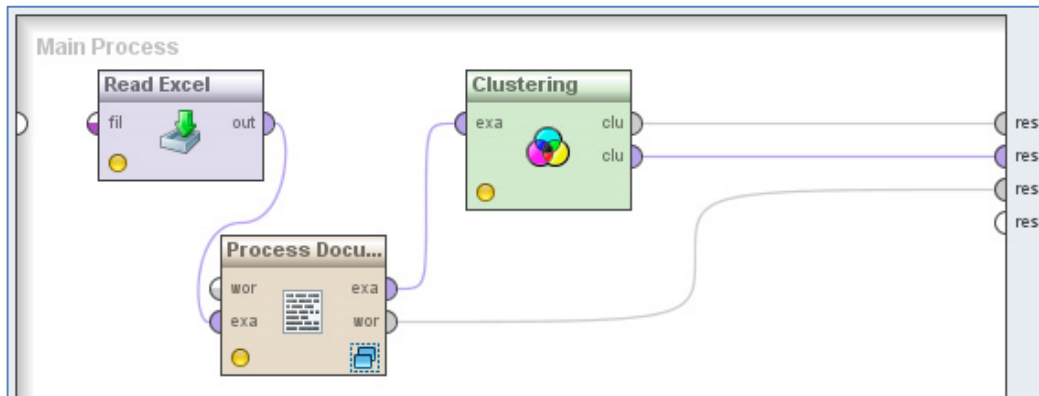 Main Process
Read Excel
fil out
Clustering
exa clu
clu
res
res
res
res
Process Docu...
wor exa
exa wor